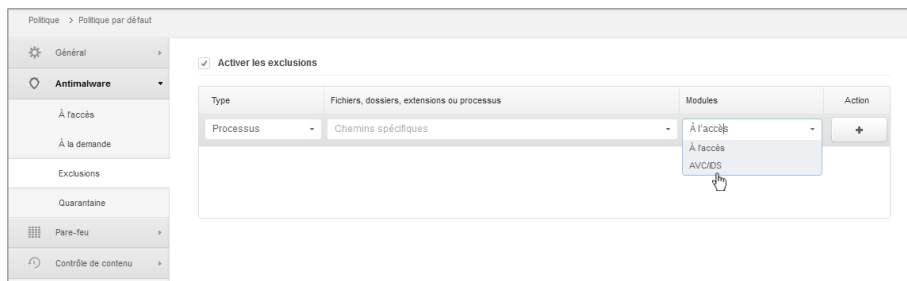 Politique > Politique par défaut
Général
Activer les exclusions
Antimalware
Type Fichiers, dossiers, extensions ou processus Modules Action
À l'accès
Processus Chemins spécifiques À l'accès +
À la demande
À l'accès
AVC/IDS
Exclusions
Quarantaine
Pare-feu
Contrôle de contenu